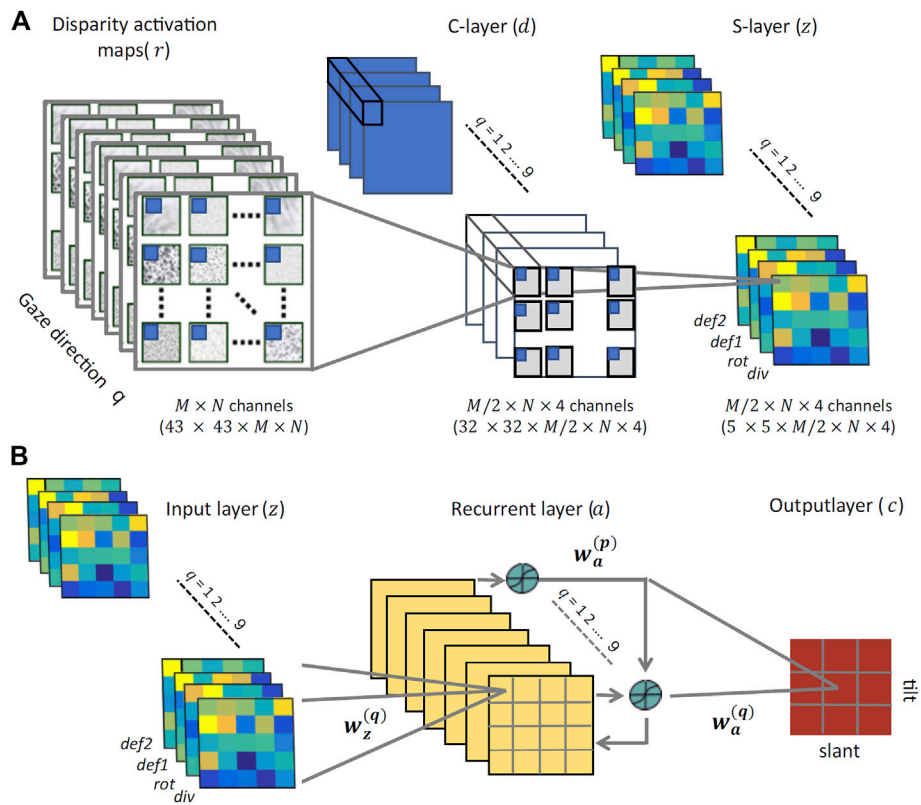 A
Disparity activation
maps( r )
C-layer (d)
S-layer (z)
q = 1 2 .... 9
q = 1 2 .... 9
Gaze direction q
def2
def1
rot
div
M × N channels
(43 × 43 × M × N)
M/2 × N × 4 channels
(32 × 32 × M/2 × N × 4)
M/2 × N × 4 channels
(5 × 5 × M/2 × N × 4)
B
Input layer (z)
Recurrent layer (a)
Outputlayer ( c)
w_a^(p)
q = 1 2 .... 9
q = 1 2 .... 9
w_z^(q)
w_a^(q)
tilt
slant
def2
def1
rot
div